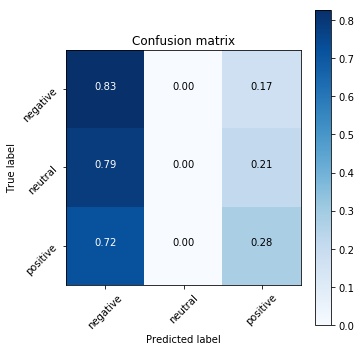 Confusion matrix
True label
negative 0.83 0.00 0.17
neutral 0.79 0.00 0.21
positive 0.72 0.00 0.28
negative neutral positive
Predicted label
0.8
0.7
0.6
0.5
0.4
0.3
0.2
0.1
0.0